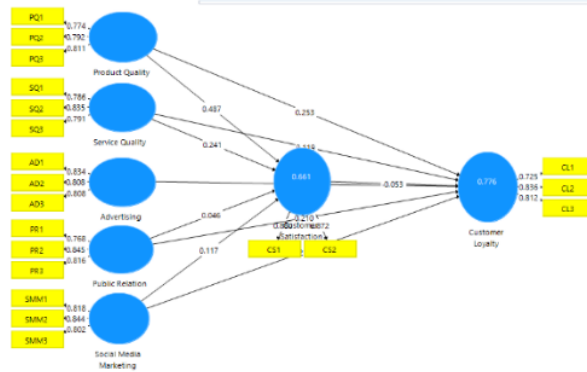 PQ1
0.774
PQ2
0.792
PQ3
0.811
Product Quality
SQ1
0.786
SQ2
0.835
SQ3
0.791
Service Quality
AD1
0.834
AD2
0.808
AD3
0.808
Advertising
PR1
0.768
PR2
0.845
PR3
0.816
Public Relation
SMM1
0.818
SMM2
0.844
SMM3
0.802
Social Media
Marketing
0.487
0.241
0.046
0.117
0.253
0.661
-0.053
0.210
Customer
Satisfaction
CS1
CS2
0.776
Customer
Loyalty
0.725
CL1
0.836
CL2
0.812
CL3